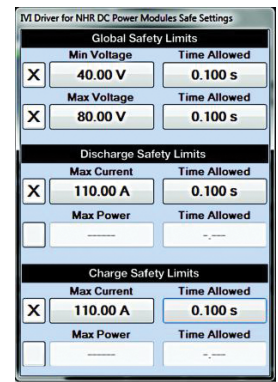 IVI Driver for NHR DC Power Modules Safe Settings
Global Safety Limits
Min Voltage Time Allowed
X 40.00 V 0.100 s
Max Voltage Time Allowed
X 80.00 V 0.100 s
Discharge Safety Limits
Max Current Time Allowed
X 110.00 A 0.100 s
Max Power Time Allowed
------ -.---
Charge Safety Limits
Max Current Time Allowed
X 110.00 A 0.100 s
Max Power Time Allowed
------ -.---